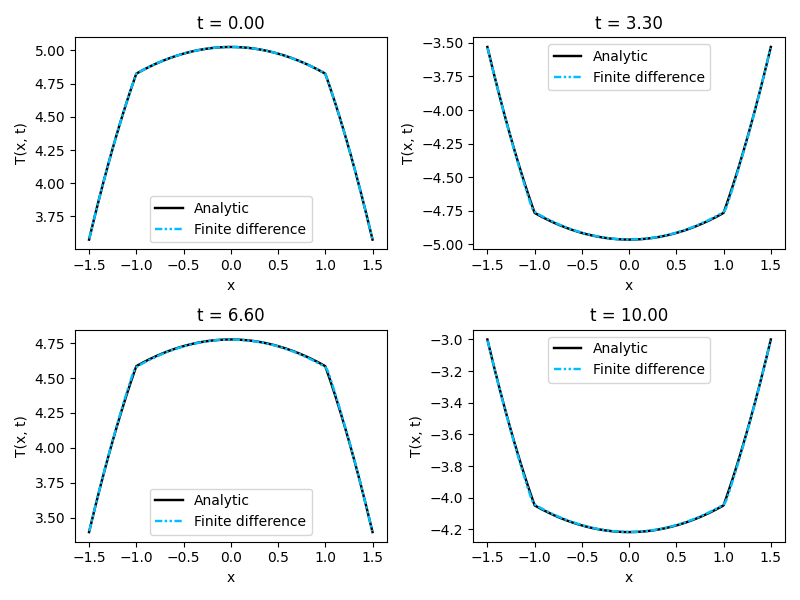 t = 0.00
T(x, t)
5.00
4.75
4.50
4.25
4.00
3.75
Analytic
Finite difference
−1.5 −1.0 −0.5 0.0 0.5 1.0 1.5
x
t = 3.30
T(x, t)
−3.50
−3.75
−4.00
−4.25
−4.50
−4.75
−5.00
Analytic
Finite difference
−1.5 −1.0 −0.5 0.0 0.5 1.0 1.5
x
t = 6.60
T(x, t)
4.75
4.50
4.25
4.00
3.75
3.50
Analytic
Finite difference
−1.5 −1.0 −0.5 0.0 0.5 1.0 1.5
x
t = 10.00
T(x, t)
−3.0
−3.2
−3.4
−3.6
−3.8
−4.0
−4.2
Analytic
Finite difference
−1.5 −1.0 −0.5 0.0 0.5 1.0 1.5
x